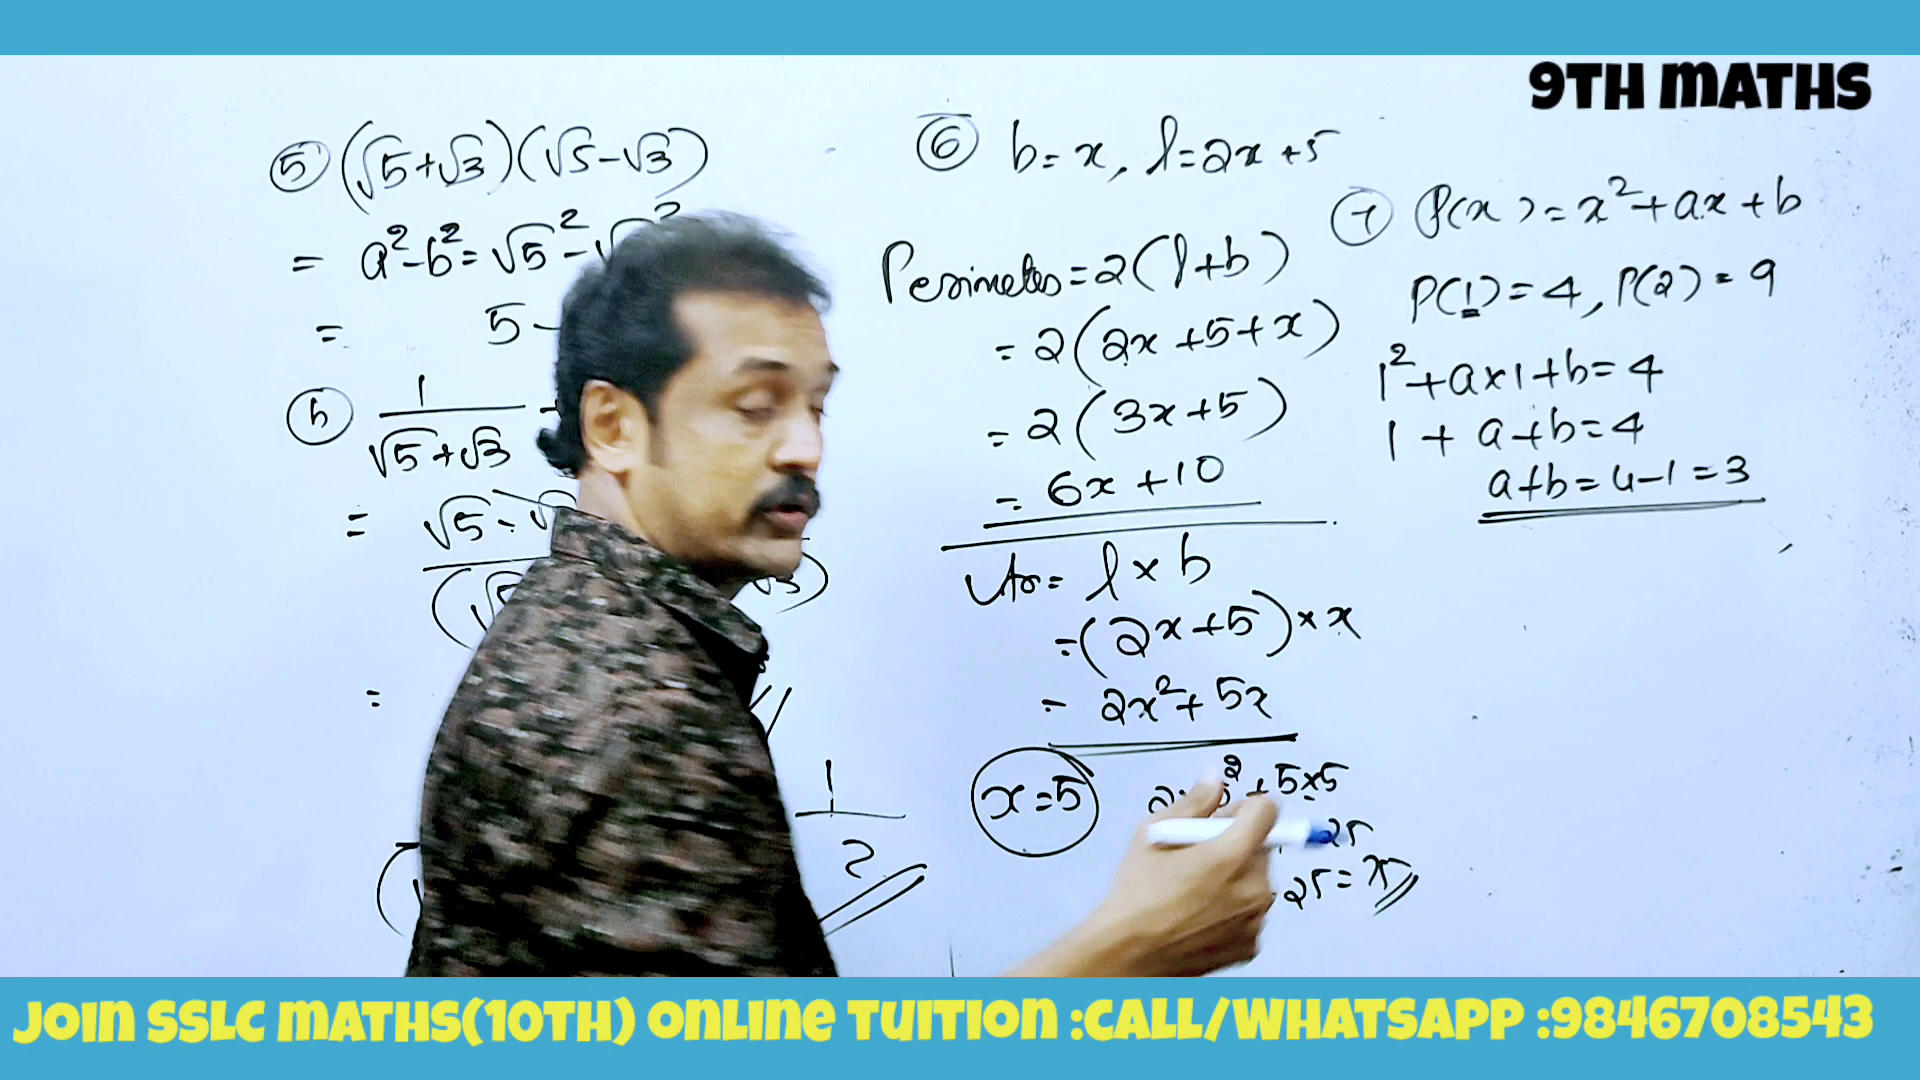 9TH MATHS
⑤ (√5+√3)(√5-√3)
= a²-b²= √5²-
= 5-
ⓑ 1
√5+√3
= √5-√
=
1
2
⑥ b= x, l=2x+5
Perimeter=2(l+b)
= 2(2x+5+x)
= 2(3x+5)
= 6x+10
= l×b
=(2x+5)×x
= 2x²+5x
x=5
+5×5
25
25=
⑦ P(x)=x²+ax+b
P(1)=4, P(2)=9
1²+a×1+b=4
1+a+b=4
a+b=4-1=3
JOIN SSLC MATHS(10TH) ONLINE TUITION :CALL/WHATSAPP :9846708543